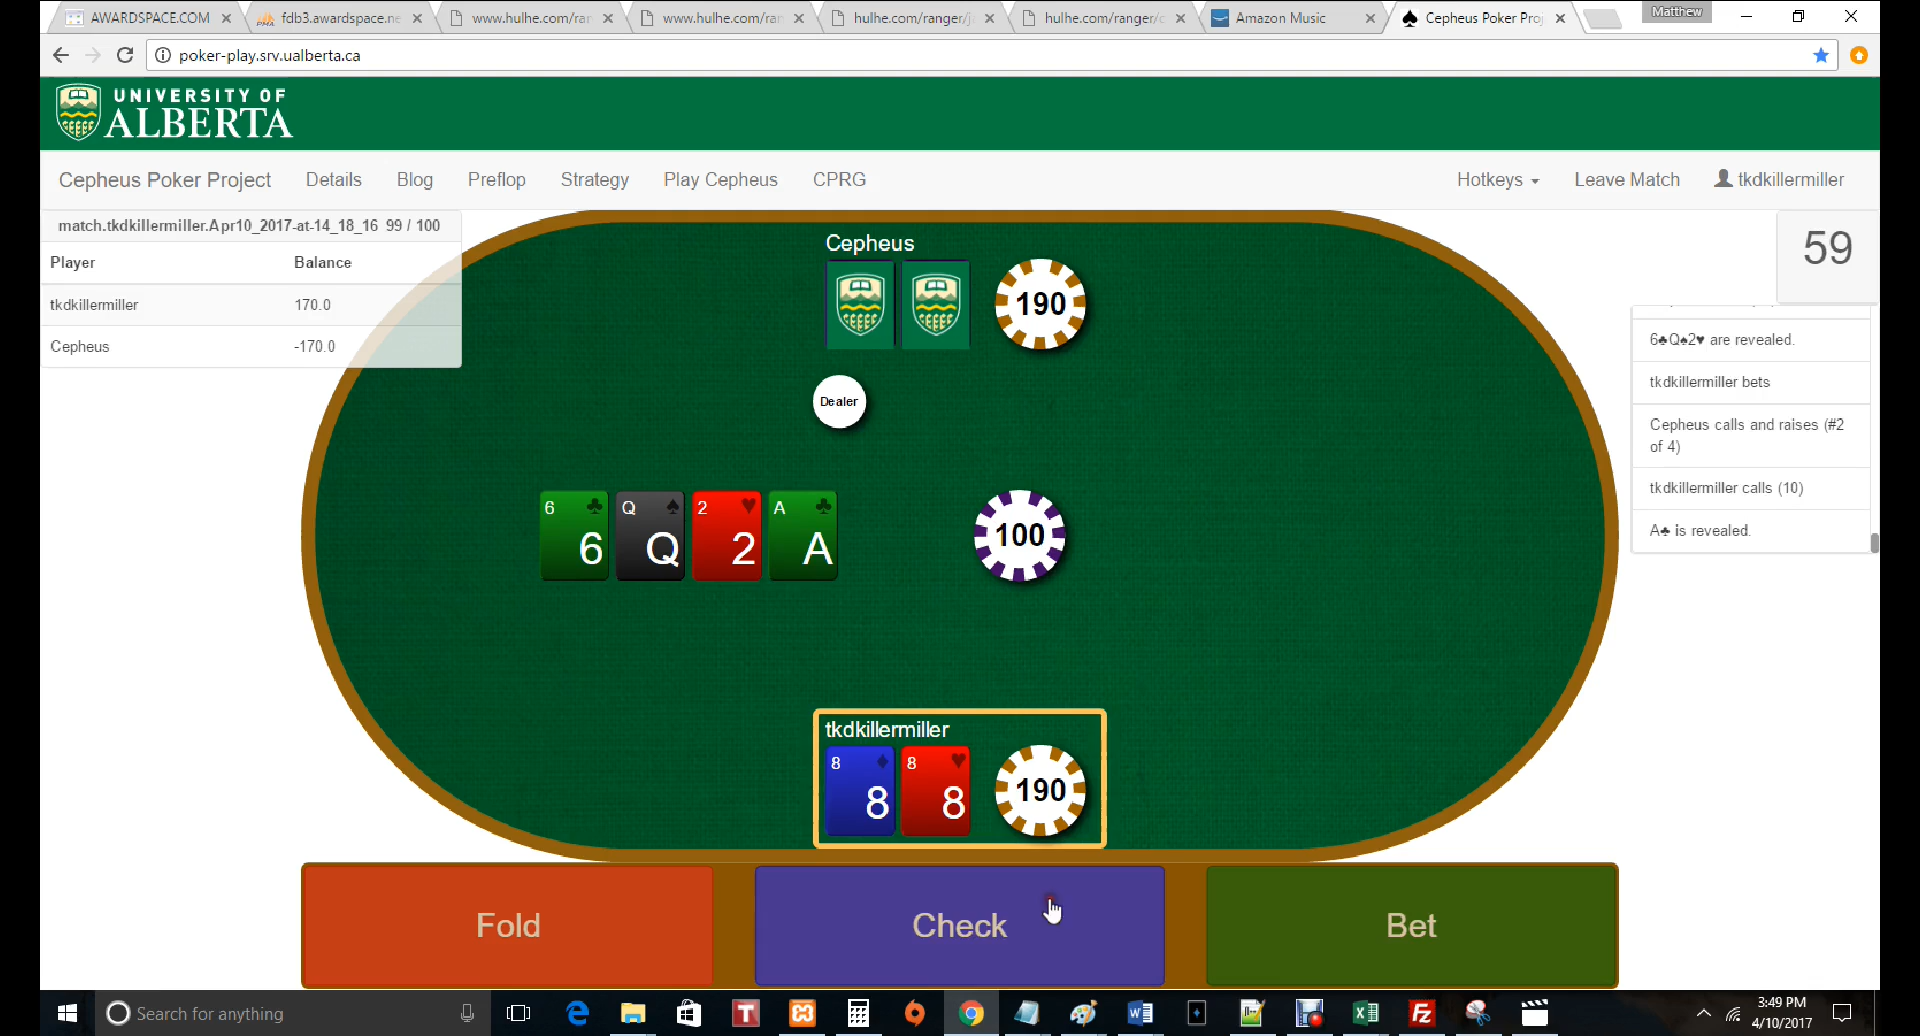 AWARDSPACE.COM
fdb3.awardspace.ne
www.hulhe.com/ran
www.hulhe.com/ran
hulhe.com/ranger/j
hulhe.com/ranger/c
Amazon Music
Cepheus Poker Proj
Matthew
poker-play.srv.ualberta.ca
UNIVERSITY OF
ALBERTA
Cepheus Poker Project Details Blog Preflop Strategy Play Cepheus CPRG Hotkeys Leave Match tkdkillermiller
match.tkdkillermiller.Apr10_2017-at-14_18_16 99 / 100
Player Balance
tkdkillermiller 170.0
Cepheus -170.0
Cepheus
190
59
Dealer
6♣Q♠2♥ are revealed.
tkdkillermiller bets
Cepheus calls and raises (#2
of 4)
tkdkillermiller calls (10)
A♣ is revealed.
6♣ Q♠ 2♥ A♣
6 Q 2 A
100
tkdkillermiller
8♦ 8♥
8 8
190
Fold Check Bet
Search for anything
3:49 PM
4/10/2017